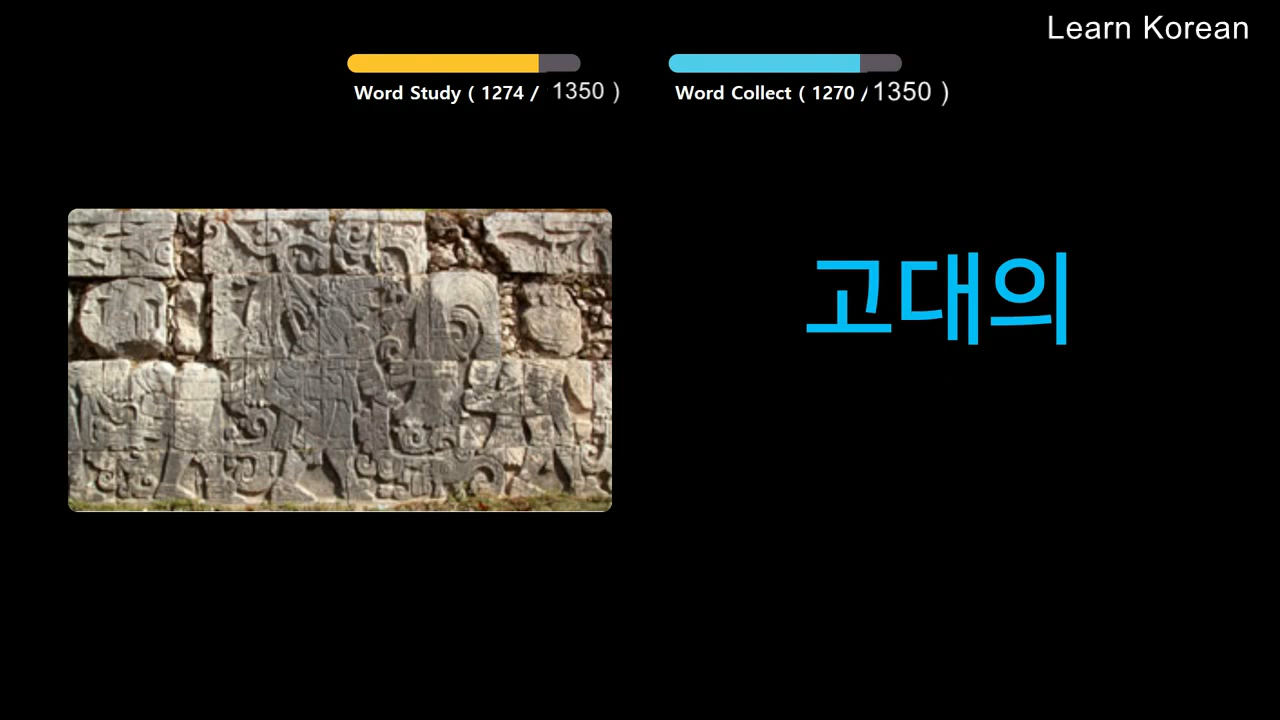 Learn Korean
Word Study ( 1274 / 1350 )
Word Collect ( 1270 / 1350 )
고대의